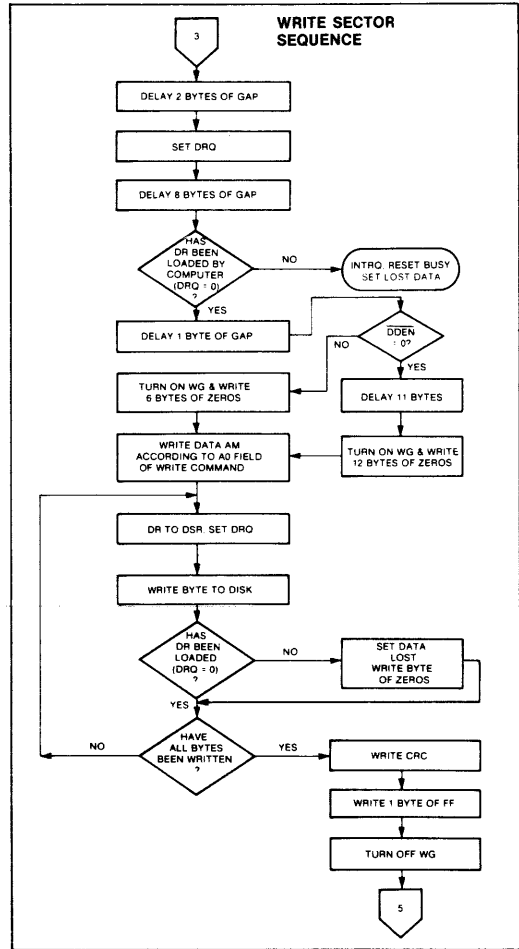 WRITE SECTOR
SEQUENCE
3
DELAY 2 BYTES OF GAP
SET DRQ
DELAY 8 BYTES OF GAP
HAS
DR BEEN
LOADED BY
COMPUTER
(DRQ = 0)
?
NO
INTRQ. RESET BUSY
SET LOST DATA
YES
DELAY 1 BYTE OF GAP
DDEN
= 0?
NO
YES
TURN ON WG & WRITE
6 BYTES OF ZEROS
DELAY 11 BYTES
WRITE DATA AM
ACCORDING TO A0 FIELD
OF WRITE COMMAND
TURN ON WG & WRITE
12 BYTES OF ZEROS
DR TO DSR. SET DRQ
WRITE BYTE TO DISK
HAS
DR BEEN
LOADED
(DRQ = 0)
?
NO
SET DATA
LOST
WRITE BYTE
OF ZEROS
YES
HAVE
ALL BYTES
BEEN WRITTEN
?
NO
YES
WRITE CRC
WRITE 1 BYTE OF FF
TURN OFF WG
5